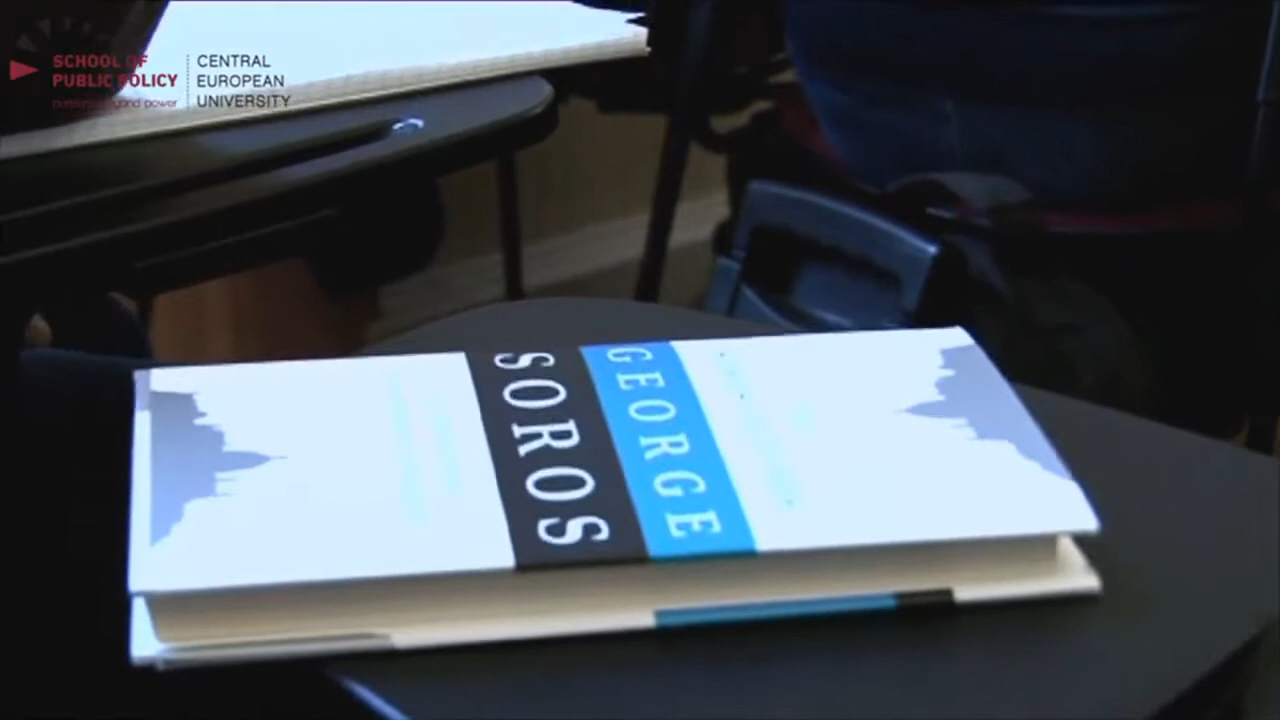 SCHOOL OF
PUBLIC POLICY
CENTRAL
EUROPEAN
UNIVERSITY
GEORGE
SOROS